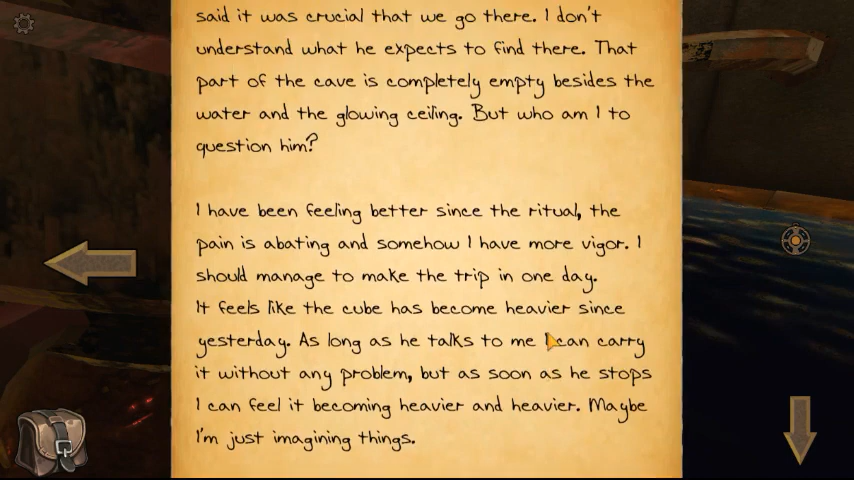 said it was crucial that we go there. I don't
understand what he expects to find there. That
part of the cave is completely empty besides the
water and the glowing ceiling. But who am I to
question him?
I have been feeling better since the ritual, the
pain is abating and somehow I have more vigor. I
should manage to make the trip in one day.
It feels like the cube has become heavier since
yesterday. As long as he talks to me I can carry
it without any problem, but as soon as he stops
I can feel it becoming heavier and heavier. Maybe
I'm just imagining things.